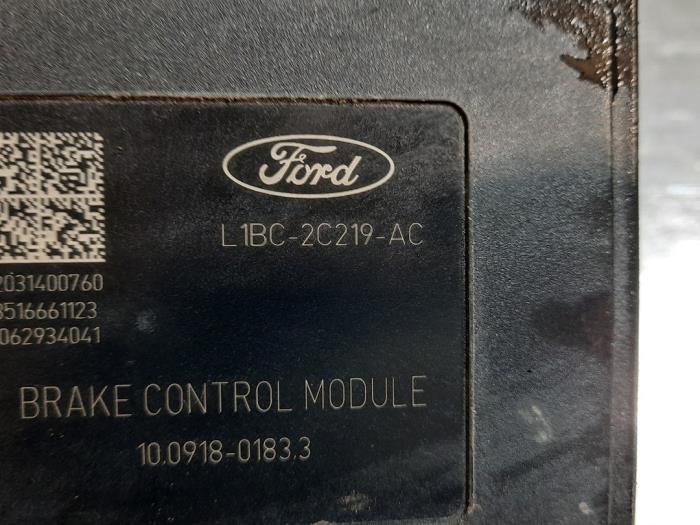 Ford
L1BC-2C219-AC
2031400760
8516661123
062934041
BRAKE CONTROL MODULE
10.0918-0183.3